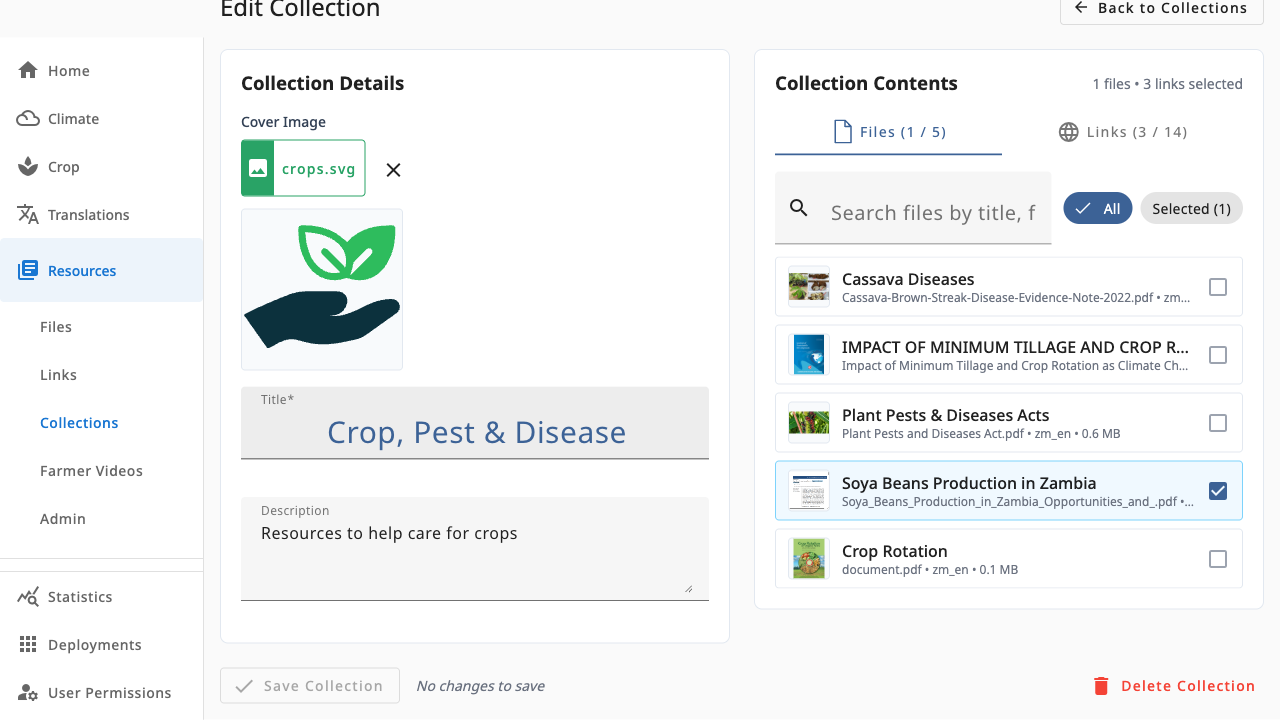 Edit Collection
Back to Collections
Home
Climate
Crop
Translations
Resources
Files
Links
Collections
Farmer Videos
Admin
Statistics
Deployments
User Permissions
Collection Details
Cover Image
crops.svg
Title*
Crop, Pest & Disease
Description
Resources to help care for crops
Save Collection
No changes to save
Collection Contents
1 files • 3 links selected
Files (1 / 5)
Links (3 / 14)
Search files by title, f
All
Selected (1)
Cassava Diseases
Cassava-Brown-Streak-Disease-Evidence-Note-2022.pdf • zm...
IMPACT OF MINIMUM TILLAGE AND CROP R...
Impact of Minimum Tillage and Crop Rotation as Climate Ch...
Plant Pests & Diseases Acts
Plant Pests and Diseases Act.pdf • zm_en • 0.6 MB
Soya Beans Production in Zambia
Soya_Beans_Production_in_Zambia_Opportunities_and_.pdf •...
Crop Rotation
document.pdf • zm_en • 0.1 MB
Delete Collection